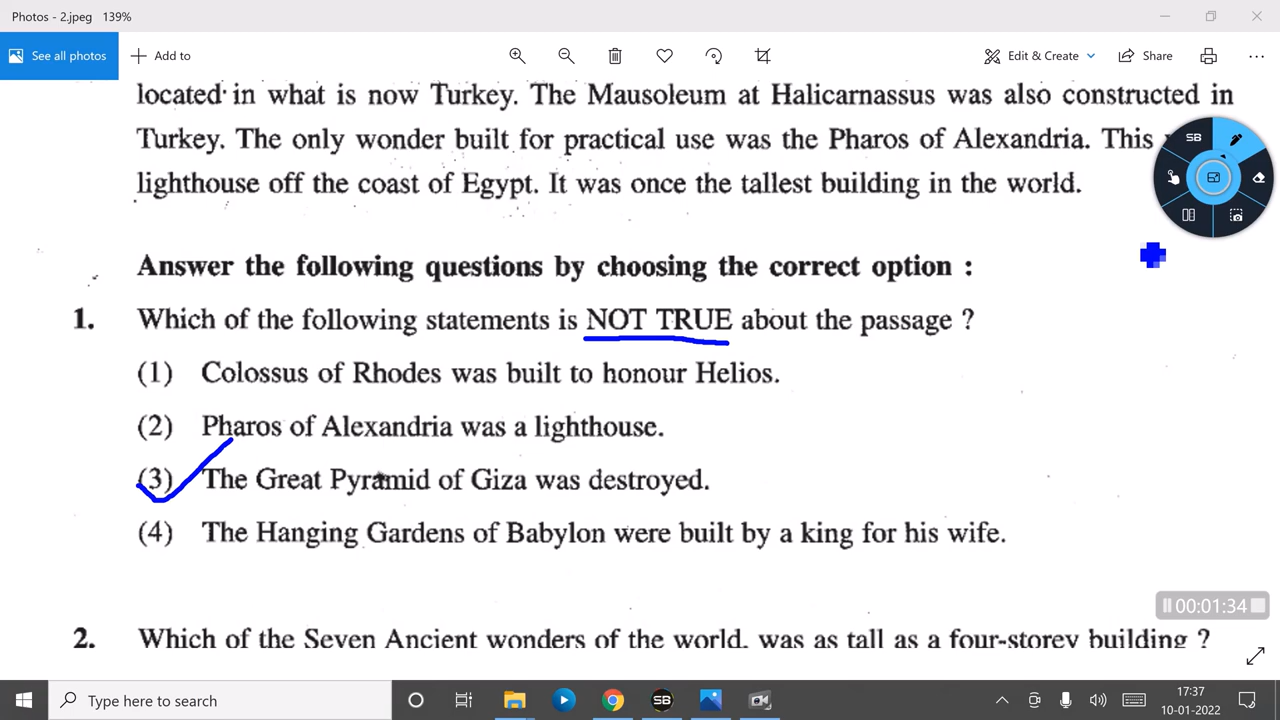 Photos - 2.jpeg 139%
See all photos
Add to
Edit & Create
Share
located in what is now Turkey. The Mausoleum at Halicarnassus was also constructed in
Turkey. The only wonder built for practical use was the Pharos of Alexandria. This
SB
lighthouse off the coast of Egypt. It was once the tallest building in the world.
Answer the following questions by choosing the correct option :
1. Which of the following statements is NOT TRUE about the passage ?
(1) Colossus of Rhodes was built to honour Helios.
(2) Pharos of Alexandria was a lighthouse.
(3) The Great Pyramid of Giza was destroyed.
(4) The Hanging Gardens of Babylon were built by a king for his wife.
00:01:34
2. Which of the Seven Ancient wonders of the world, was as tall as a four-storey building ?
Type here to search
SB
17:37
10-01-2022